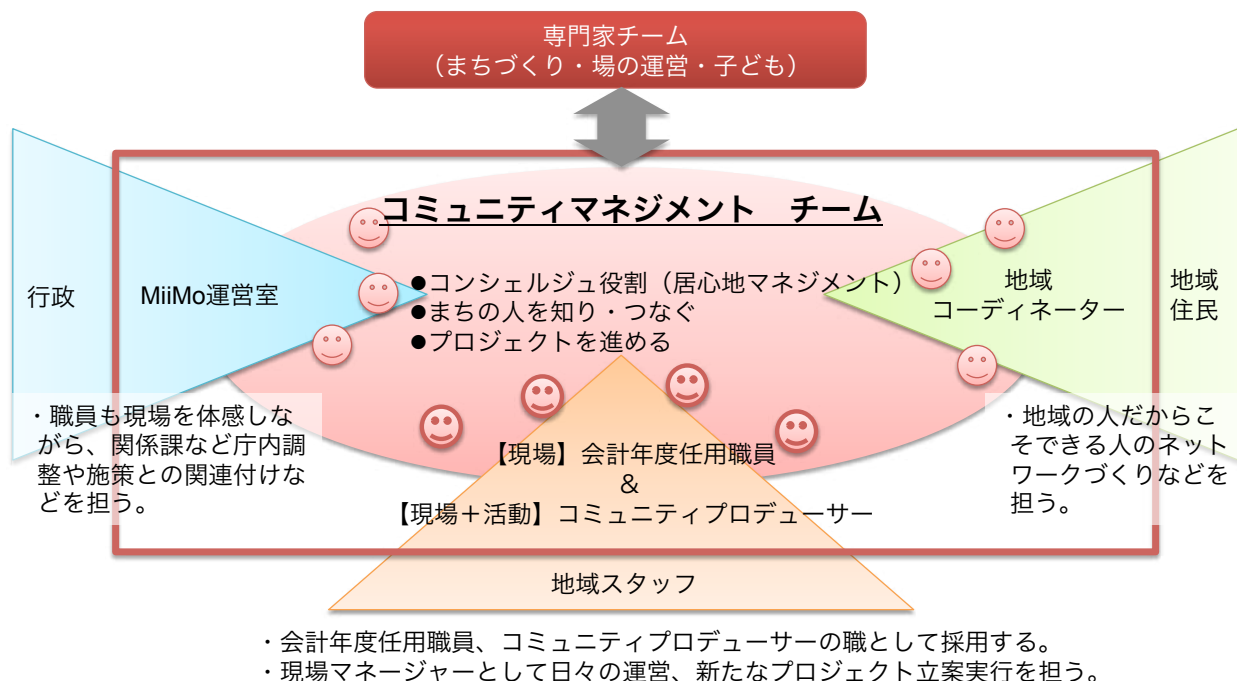 専門家チーム
（まちづくり・場の運営・子ども）
コミュニティマネジメント　チーム
●コンシェルジュ役割（居心地マネジメント）
●まちの人を知り・つなぐ
●プロジェクトを進める
行政
MiiMo運営室
地域
コーディネーター
地域
住民
・職員も現場を体感しな
がら、関係課など庁内調
整や施策との関連付けな
どを担う。
・地域の人だからこ
そできる人のネット
ワークづくりなどを
担う。
【現場】会計年度任用職員
＆
【現場＋活動】コミュニティプロデューサー
地域スタッフ
・会計年度任用職員、コミュニティプロデューサーの職として採用する。
・現場マネージャーとして日々の運営、新たなプロジェクト立案実行を担う。